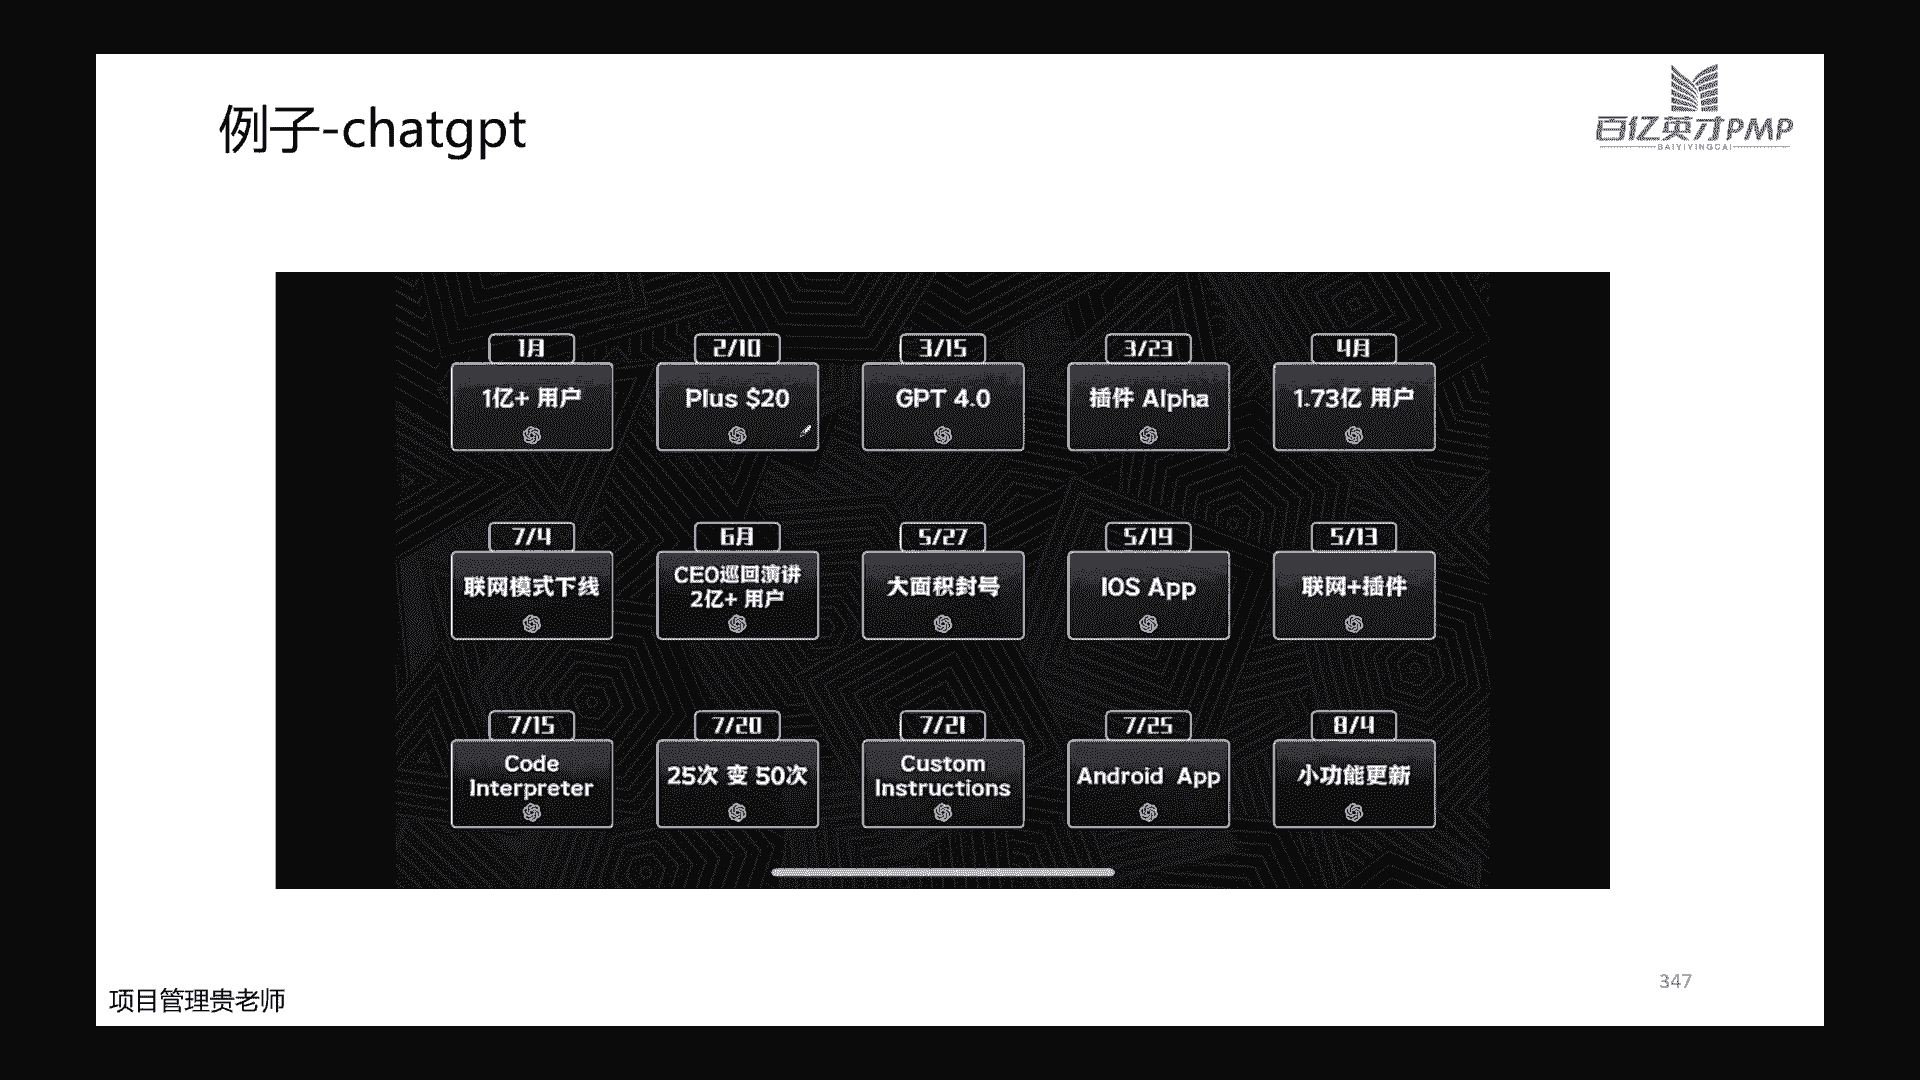 例子-chatgpt
百亿英才PMP
BAIYIYINGCAI
1月
1亿+ 用户
2/10
Plus $20
3/15
GPT 4.0
3/23
插件 Alpha
4月
1.73亿 用户
7/4
联网模式下线
6月
CEO巡回演讲
2亿+ 用户
5/27
大面积封号
5/19
IOS App
5/13
联网+插件
7/15
Code
Interpreter
7/20
25次 变 50次
7/21
Custom
Instructions
7/25
Android App
8/4
小功能更新
项目管理贵老师
347